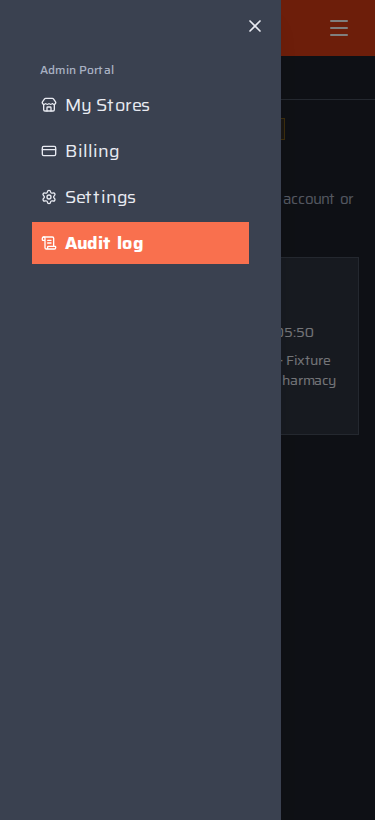 Admin Portal
My Stores
Billing
Settings
Audit log
account or
05:50
Fixture
harmacy